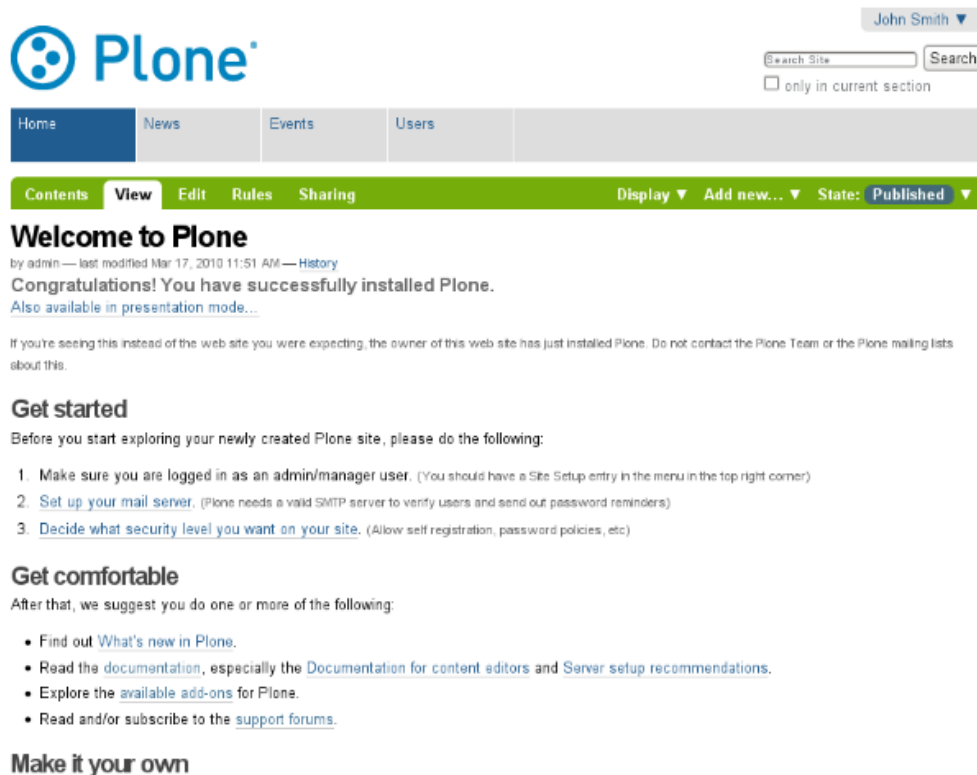 John Smith ▼
Plone
Search Site Search
only in current section
Home News Events Users
Contents View Edit Rules Sharing Display ▼ Add new... ▼ State: Published ▼
Welcome to Plone
by admin — last modified Mar 17, 2010 11:51 AM — History
Congratulations! You have successfully installed Plone.
Also available in presentation mode...
If you're seeing this instead of the web site you were expecting, the owner of this web site has just installed Plone. Do not contact the Plone Team or the Plone mailing lists
about this.
Get started
Before you start exploring your newly created Plone site, please do the following:
1. Make sure you are logged in as an admin/manager user. (You should have a Site Setup entry in the menu in the top right corner)
2. Set up your mail server. (Plone needs a valid SMTP server to verify users and send out password reminders)
3. Decide what security level you want on your site. (Allow self registration, password policies, etc)
Get comfortable
After that, we suggest you do one or more of the following:
• Find out What's new in Plone.
• Read the documentation, especially the Documentation for content editors and Server setup recommendations.
• Explore the available add-ons for Plone.
• Read and/or subscribe to the support forums.
Make it your own